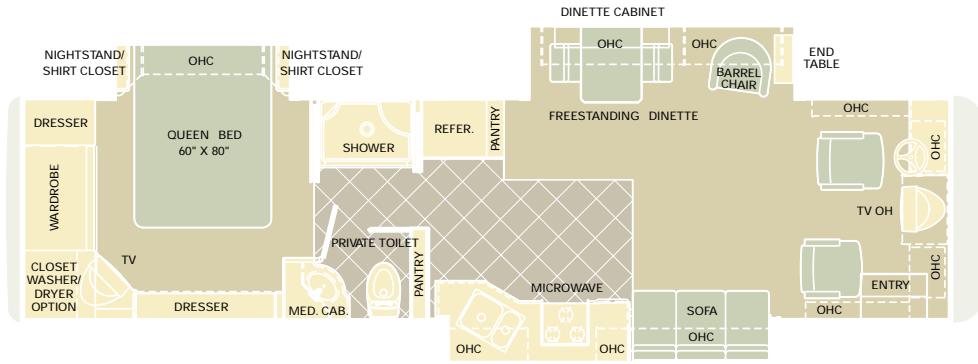 DINETTE CABINET
NIGHTSTAND/
SHIRT CLOSET
OHC
NIGHTSTAND/
SHIRT CLOSET
OHC
OHC
END
TABLE
BARREL
CHAIR
DRESSER
QUEEN BED
60" X 80"
SHOWER
REFER.
PANTRY
FREESTANDING DINETTE
OHC
OHC
WARDROBE
TV OH
TV
PRIVATE TOILET
PANTRY
CLOSET
WASHER/
DRYER
OPTION
DRESSER
MED. CAB.
MICROWAVE
SOFA
OHC
ENTRY
OHC
OHC
OHC
OHC